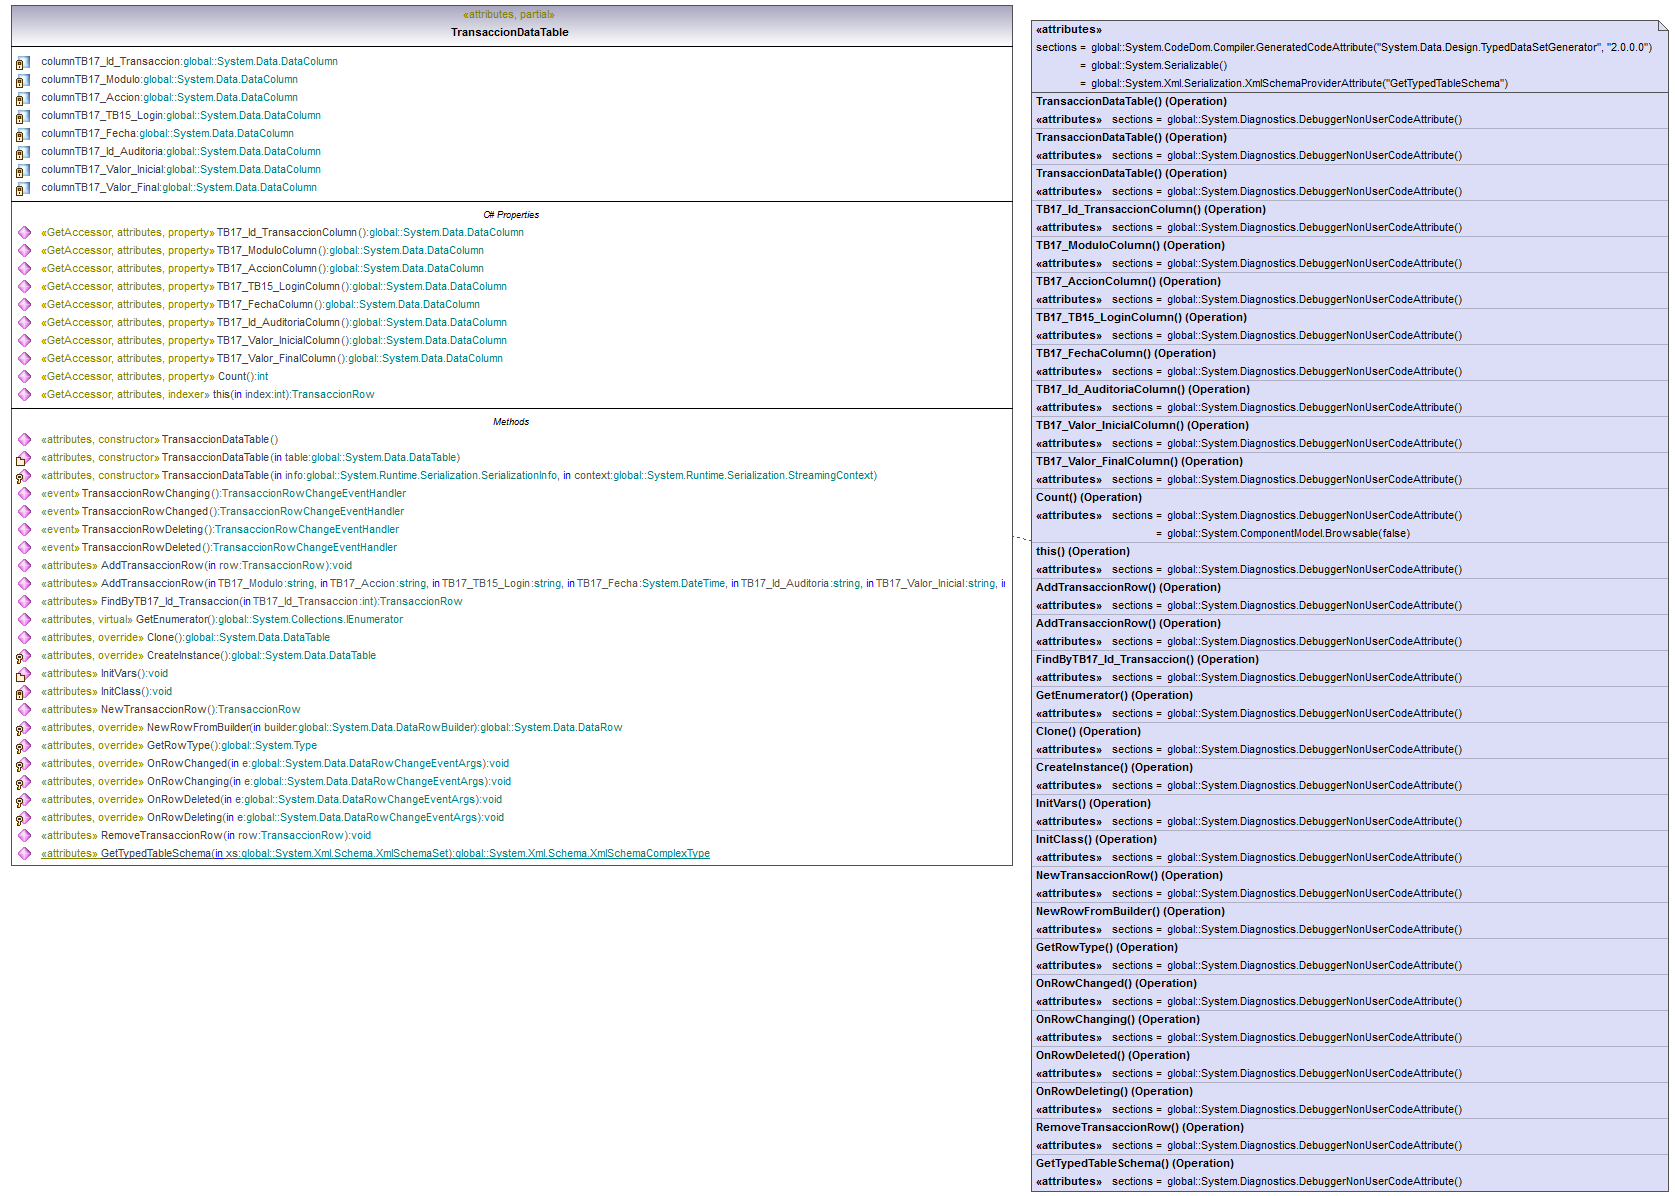 «attributes, partial»
TransaccionDataTable
columnTB17_Id_Transaccion:global::System.Data.DataColumn
columnTB17_Modulo:global::System.Data.DataColumn
columnTB17_Accion:global::System.Data.DataColumn
columnTB17_TB15_Login:global::System.Data.DataColumn
columnTB17_Fecha:global::System.Data.DataColumn
columnTB17_Id_Auditoria:global::System.Data.DataColumn
columnTB17_Valor_Inicial:global::System.Data.DataColumn
columnTB17_Valor_Final:global::System.Data.DataColumn
C# Properties
«GetAccessor, attributes, property» TB17_Id_TransaccionColumn():global::System.Data.DataColumn
«GetAccessor, attributes, property» TB17_ModuloColumn():global::System.Data.DataColumn
«GetAccessor, attributes, property» TB17_AccionColumn():global::System.Data.DataColumn
«GetAccessor, attributes, property» TB17_TB15_LoginColumn():global::System.Data.DataColumn
«GetAccessor, attributes, property» TB17_FechaColumn():global::System.Data.DataColumn
«GetAccessor, attributes, property» TB17_Id_AuditoriaColumn():global::System.Data.DataColumn
«GetAccessor, attributes, property» TB17_Valor_InicialColumn():global::System.Data.DataColumn
«GetAccessor, attributes, property» TB17_Valor_FinalColumn():global::System.Data.DataColumn
«GetAccessor, attributes, property» Count():int
«GetAccessor, attributes, indexer» this(in index:int):TransaccionRow
Methods
«attributes, constructor» TransaccionDataTable()
«attributes, constructor» TransaccionDataTable(in table:global::System.Data.DataTable)
«attributes, constructor» TransaccionDataTable(in info:global::System.Runtime.Serialization.SerializationInfo, in context:global::System.Runtime.Serialization.StreamingContext)
«event» TransaccionRowChanging():TransaccionRowChangeEventHandler
«event» TransaccionRowChanged():TransaccionRowChangeEventHandler
«event» TransaccionRowDeleting():TransaccionRowChangeEventHandler
«event» TransaccionRowDeleted():TransaccionRowChangeEventHandler
«attributes» AddTransaccionRow(in row:TransaccionRow):void
«attributes» AddTransaccionRow(in TB17_Modulo:string, in TB17_Accion:string, in TB17_TB15_Login:string, in TB17_Fecha:System.DateTime, in TB17_Id_Auditoria:string, in TB17_Valor_Inicial:string, i
«attributes» FindByTB17_Id_Transaccion(in TB17_Id_Transaccion:int):TransaccionRow
«attributes, virtual» GetEnumerator():global::System.Collections.IEnumerator
«attributes, override» Clone():global::System.Data.DataTable
«attributes, override» CreateInstance():global::System.Data.DataTable
«attributes» InitVars():void
«attributes» InitClass():void
«attributes» NewTransaccionRow():TransaccionRow
«attributes, override» NewRowFromBuilder(in builder:global::System.Data.DataRowBuilder):global::System.Data.DataRow
«attributes, override» GetRowType():global::System.Type
«attributes, override» OnRowChanged(in e:global::System.Data.DataRowChangeEventArgs):void
«attributes, override» OnRowChanging(in e:global::System.Data.DataRowChangeEventArgs):void
«attributes, override» OnRowDeleted(in e:global::System.Data.DataRowChangeEventArgs):void
«attributes, override» OnRowDeleting(in e:global::System.Data.DataRowChangeEventArgs):void
«attributes» RemoveTransaccionRow(in row:TransaccionRow):void
«attributes» GetTypedTableSchema(in xs:global::System.Xml.Schema.XmlSchemaSet):global::System.Xml.Schema.XmlSchemaComplexType
«attributes»
sections = global::System.CodeDom.Compiler.GeneratedCodeAttribute("System.Data.Design.TypedDataSetGenerator", "2.0.0.0")
= global::System.Serializable()
= global::System.Xml.Serialization.XmlSchemaProviderAttribute("GetTypedTableSchema")
TransaccionDataTable() (Operation)
«attributes» sections = global::System.Diagnostics.DebuggerNonUserCodeAttribute()
TransaccionDataTable() (Operation)
«attributes» sections = global::System.Diagnostics.DebuggerNonUserCodeAttribute()
TransaccionDataTable() (Operation)
«attributes» sections = global::System.Diagnostics.DebuggerNonUserCodeAttribute()
TB17_Id_TransaccionColumn() (Operation)
«attributes» sections = global::System.Diagnostics.DebuggerNonUserCodeAttribute()
TB17_ModuloColumn() (Operation)
«attributes» sections = global::System.Diagnostics.DebuggerNonUserCodeAttribute()
TB17_AccionColumn() (Operation)
«attributes» sections = global::System.Diagnostics.DebuggerNonUserCodeAttribute()
TB17_TB15_LoginColumn() (Operation)
«attributes» sections = global::System.Diagnostics.DebuggerNonUserCodeAttribute()
TB17_FechaColumn() (Operation)
«attributes» sections = global::System.Diagnostics.DebuggerNonUserCodeAttribute()
TB17_Id_AuditoriaColumn() (Operation)
«attributes» sections = global::System.Diagnostics.DebuggerNonUserCodeAttribute()
TB17_Valor_InicialColumn() (Operation)
«attributes» sections = global::System.Diagnostics.DebuggerNonUserCodeAttribute()
TB17_Valor_FinalColumn() (Operation)
«attributes» sections = global::System.Diagnostics.DebuggerNonUserCodeAttribute()
Count() (Operation)
«attributes» sections = global::System.Diagnostics.DebuggerNonUserCodeAttribute()
= global::System.ComponentModel.Browsable(false)
this() (Operation)
«attributes» sections = global::System.Diagnostics.DebuggerNonUserCodeAttribute()
AddTransaccionRow() (Operation)
«attributes» sections = global::System.Diagnostics.DebuggerNonUserCodeAttribute()
AddTransaccionRow() (Operation)
«attributes» sections = global::System.Diagnostics.DebuggerNonUserCodeAttribute()
FindByTB17_Id_Transaccion() (Operation)
«attributes» sections = global::System.Diagnostics.DebuggerNonUserCodeAttribute()
GetEnumerator() (Operation)
«attributes» sections = global::System.Diagnostics.DebuggerNonUserCodeAttribute()
Clone() (Operation)
«attributes» sections = global::System.Diagnostics.DebuggerNonUserCodeAttribute()
CreateInstance() (Operation)
«attributes» sections = global::System.Diagnostics.DebuggerNonUserCodeAttribute()
InitVars() (Operation)
«attributes» sections = global::System.Diagnostics.DebuggerNonUserCodeAttribute()
InitClass() (Operation)
«attributes» sections = global::System.Diagnostics.DebuggerNonUserCodeAttribute()
NewTransaccionRow() (Operation)
«attributes» sections = global::System.Diagnostics.DebuggerNonUserCodeAttribute()
NewRowFromBuilder() (Operation)
«attributes» sections = global::System.Diagnostics.DebuggerNonUserCodeAttribute()
GetRowType() (Operation)
«attributes» sections = global::System.Diagnostics.DebuggerNonUserCodeAttribute()
OnRowChanged() (Operation)
«attributes» sections = global::System.Diagnostics.DebuggerNonUserCodeAttribute()
OnRowChanging() (Operation)
«attributes» sections = global::System.Diagnostics.DebuggerNonUserCodeAttribute()
OnRowDeleted() (Operation)
«attributes» sections = global::System.Diagnostics.DebuggerNonUserCodeAttribute()
OnRowDeleting() (Operation)
«attributes» sections = global::System.Diagnostics.DebuggerNonUserCodeAttribute()
RemoveTransaccionRow() (Operation)
«attributes» sections = global::System.Diagnostics.DebuggerNonUserCodeAttribute()
GetTypedTableSchema() (Operation)
«attributes» sections = global::System.Diagnostics.DebuggerNonUserCodeAttribute()